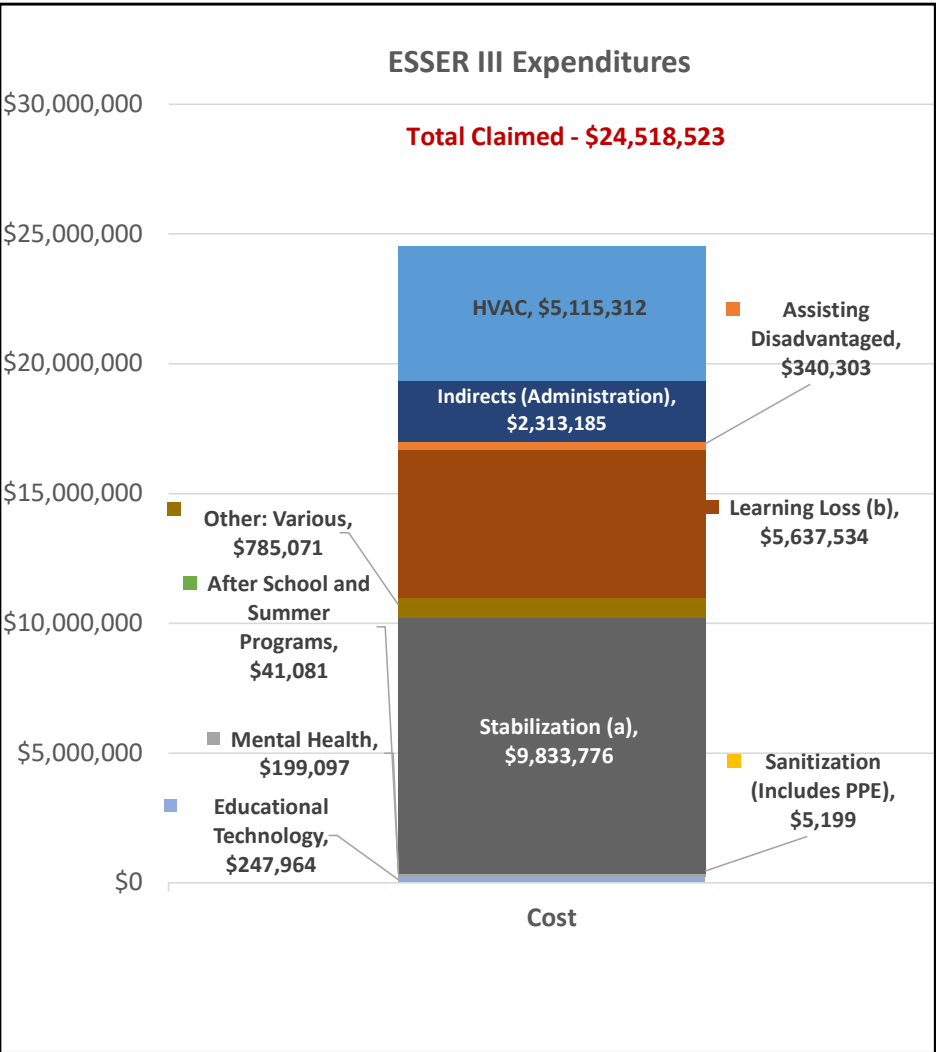 ESSER III Expenditures
$30,000,000
Total Claimed - $24,518,523
$25,000,000
HVAC, $5,115,312
Assisting
Disadvantaged,
$340,303
$20,000,000
Indirects (Administration),
$2,313,185
$15,000,000
Other: Various,
$785,071
Learning Loss (b),
$5,637,534
After School and
Summer
Programs,
$41,081
$10,000,000
Stabilization (a),
$9,833,776
Mental Health,
$199,097
$5,000,000
Sanitization
(Includes PPE),
$5,199
Educational
Technology,
$247,964
$0
Cost